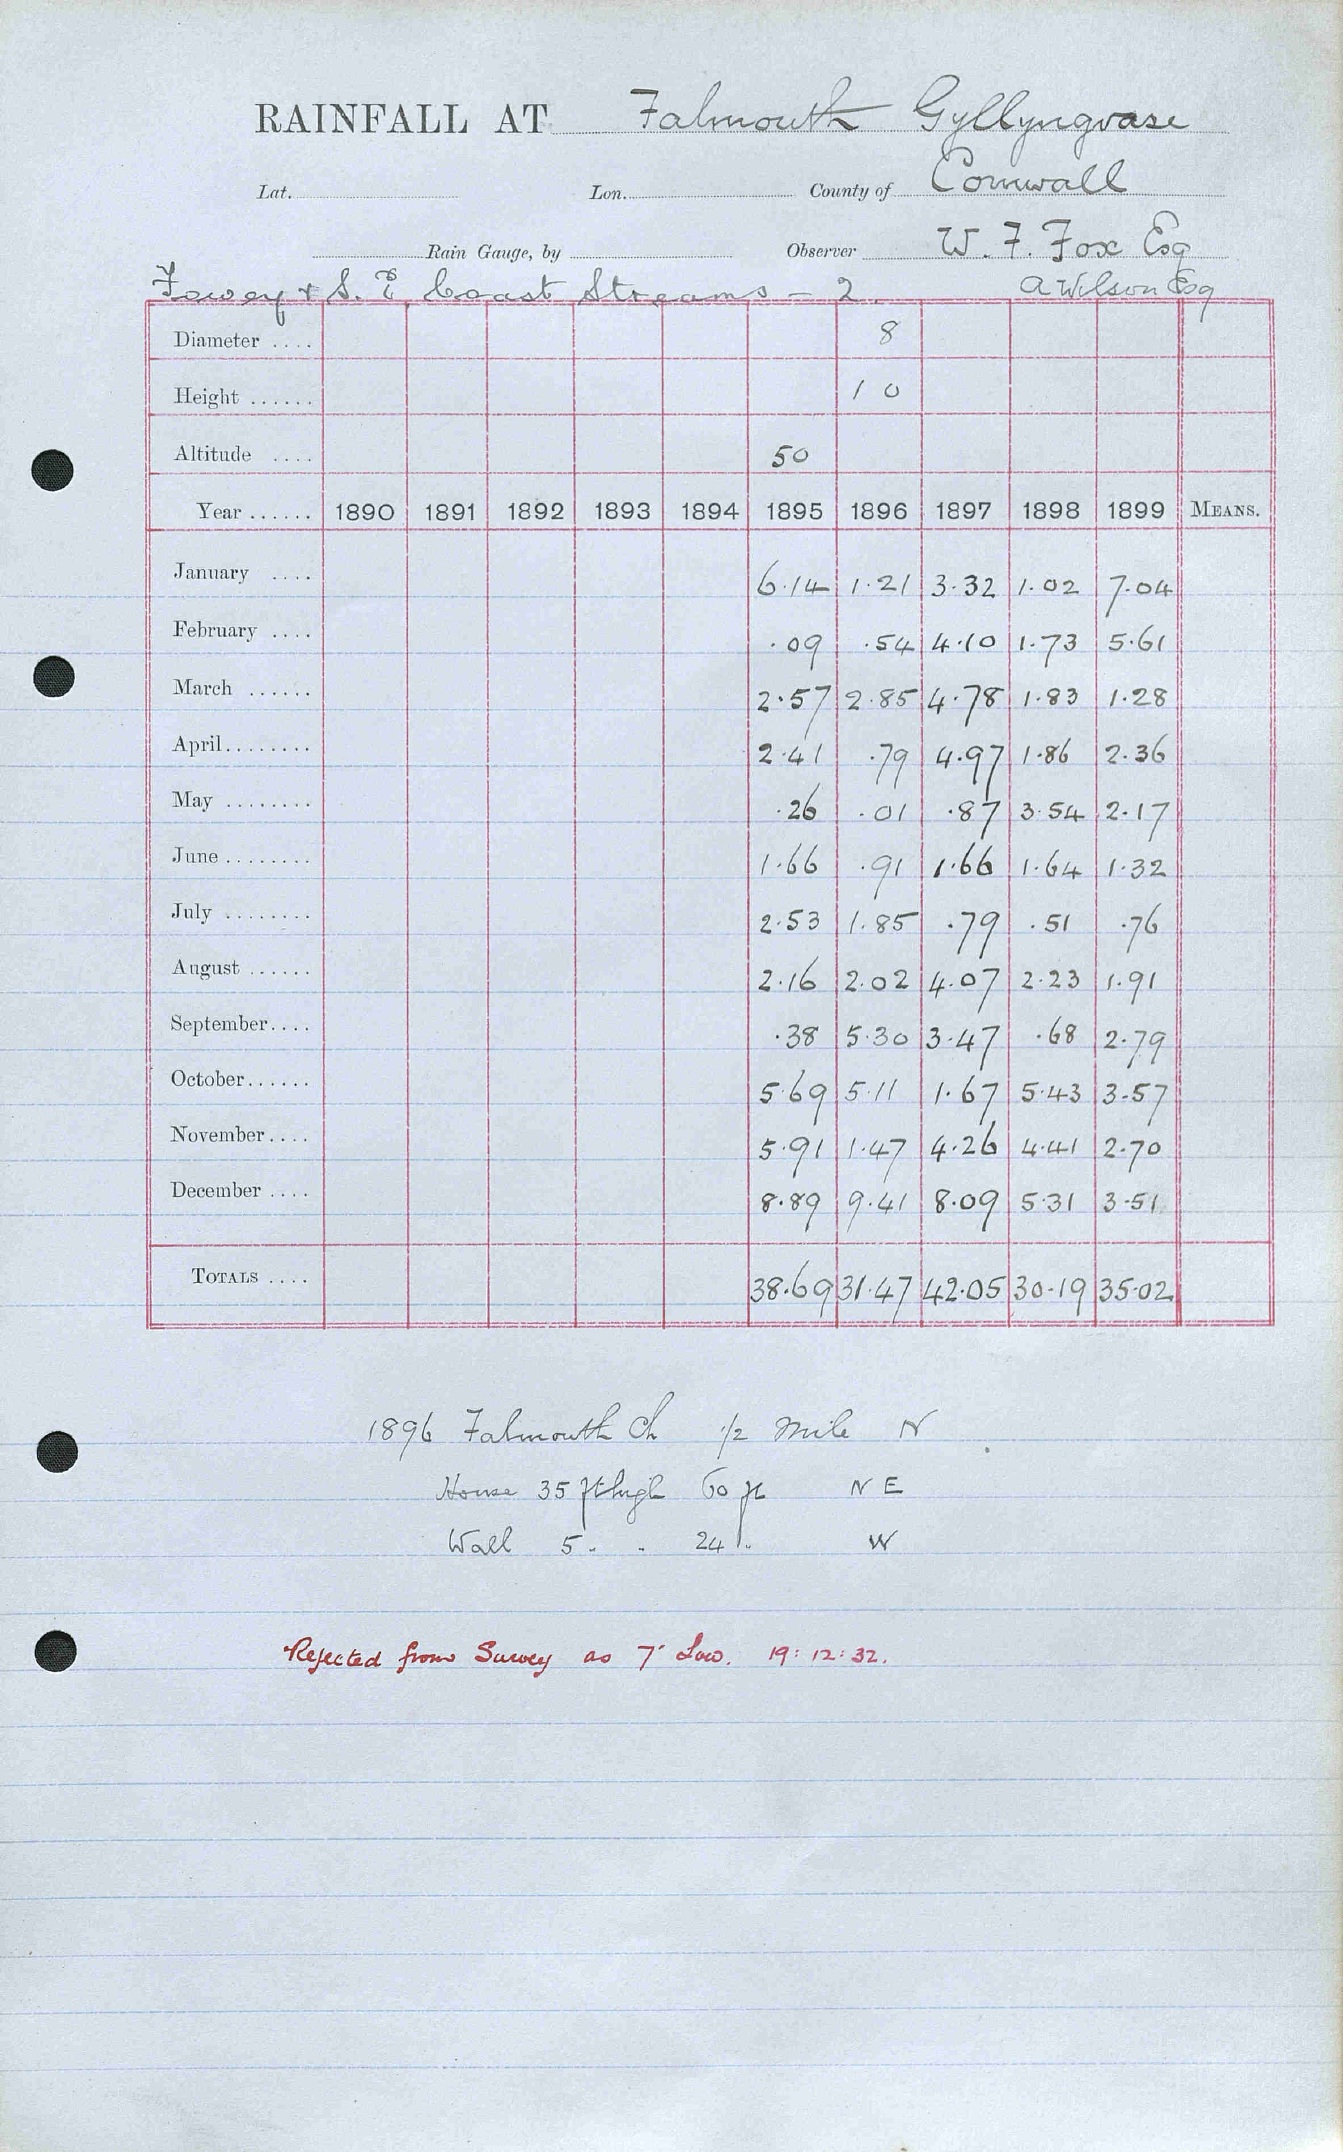 RAINFALL AT Falmouth Gyllyngvase
Lat. Lon. County of Cornwall
Rain Gauge, by Observer W. F. Fox Esq
Fowey & S. E. Coast Streams - 2. A Wilson Esq
Diameter .... 8
Height ...... 1 0
Altitude .... 50
Year ...... 1890 1891 1892 1893 1894 1895 1896 1897 1898 1899 MEANS.
January .... 6.14 1.21 3.32 1.02 7.04
February .... .09 .54 4.10 1.73 5.61
March ...... 2.57 2.85 4.78 1.83 1.28
April........ 2.41 .79 4.97 1.86 2.36
May ........ .26 .01 .87 3.54 2.17
June ........ 1.66 .91 1.66 1.64 1.32
July ........ 2.53 1.85 .79 .51 .76
August ...... 2.16 2.02 4.07 2.23 1.91
September.... .38 5.30 3.47 .68 2.79
October...... 5.69 5.11 1.67 5.43 3.57
November.... 5.91 1.47 4.26 4.41 2.70
December .... 8.89 9.41 8.09 5.31 3.51
TOTALS .... 38.69 31.47 42.05 30.19 35.02
1896 Falmouth Ch 1/2 Mile N
House 35 ft high 60 ft NE
Wall 5 " " 24 " W
Rejected from Survey as 7' Low. 19:12:32.